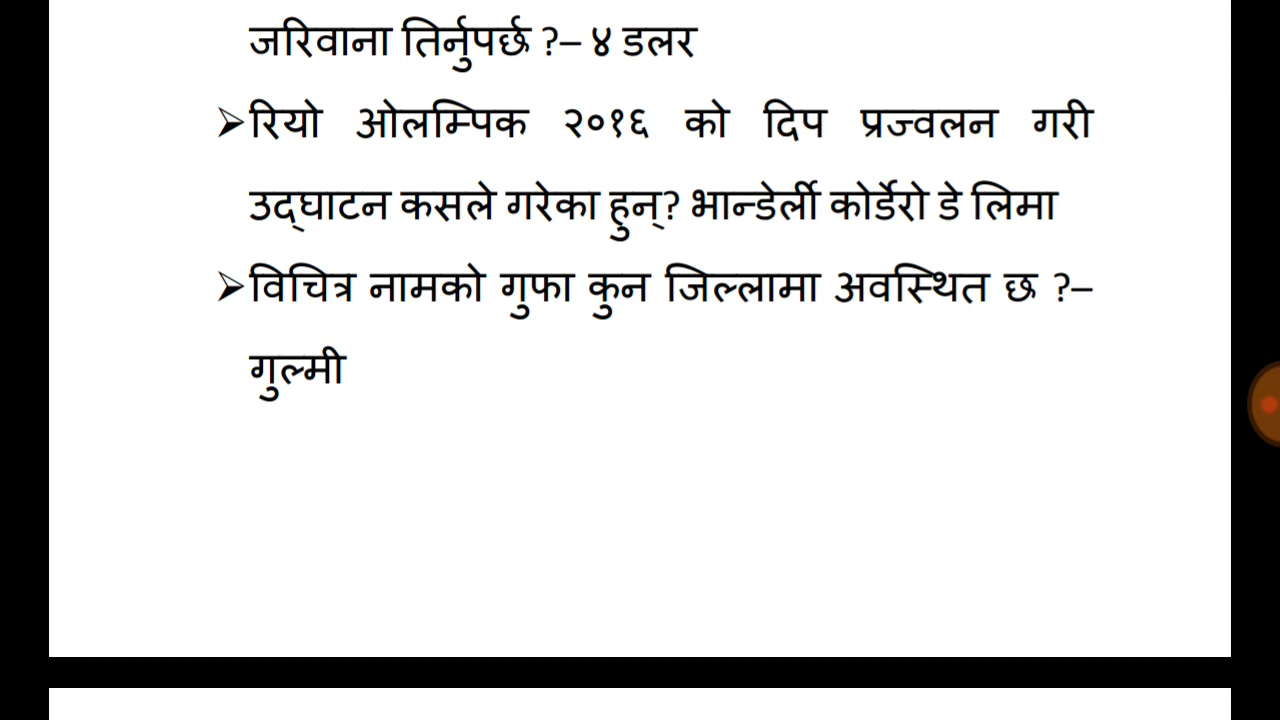 जरिवाना तिर्नुपर्छ ?– ४ डलर
➢रियो ओलम्पिक २०१६ को दिप प्रज्वलन गरी
उद्घाटन कसले गरेका हुन्? भान्डेर्ली कोर्डेरो डे लिमा
➢विचित्र नामको गुफा कुन जिल्लामा अवस्थित छ ?–
गुल्मी